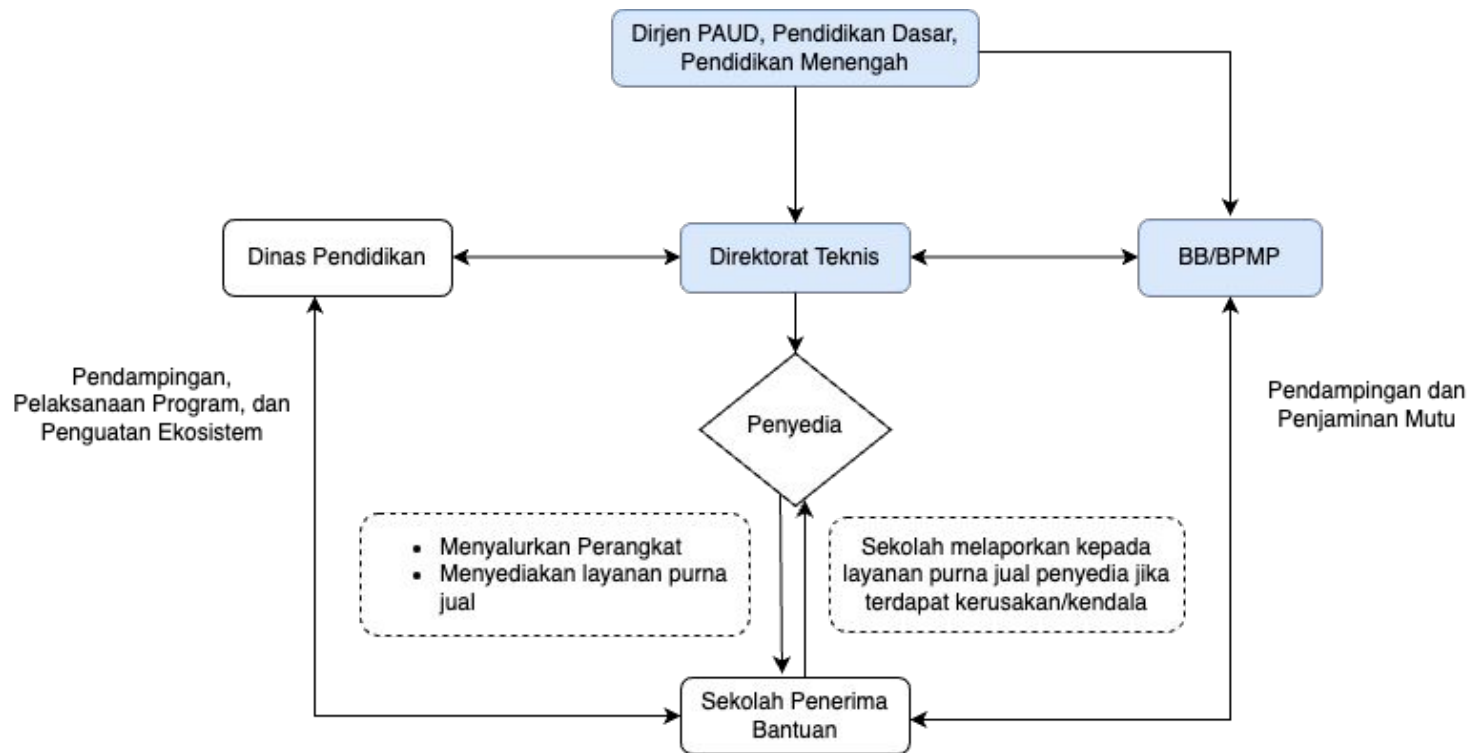 Dirjen PAUD, Pendidikan Dasar,
Pendidikan Menengah
Dinas Pendidikan
Direktorat Teknis
BB/BPMP
Pendampingan,
Pelaksanaan Program, dan
Penguatan Ekosistem
Penyedia
Pendampingan dan
Penjaminan Mutu
• Menyalurkan Perangkat
• Menyediakan layanan purna
jual
Sekolah melaporkan kepada
layanan purna jual penyedia jika
terdapat kerusakan/kendala
Sekolah Penerima
Bantuan